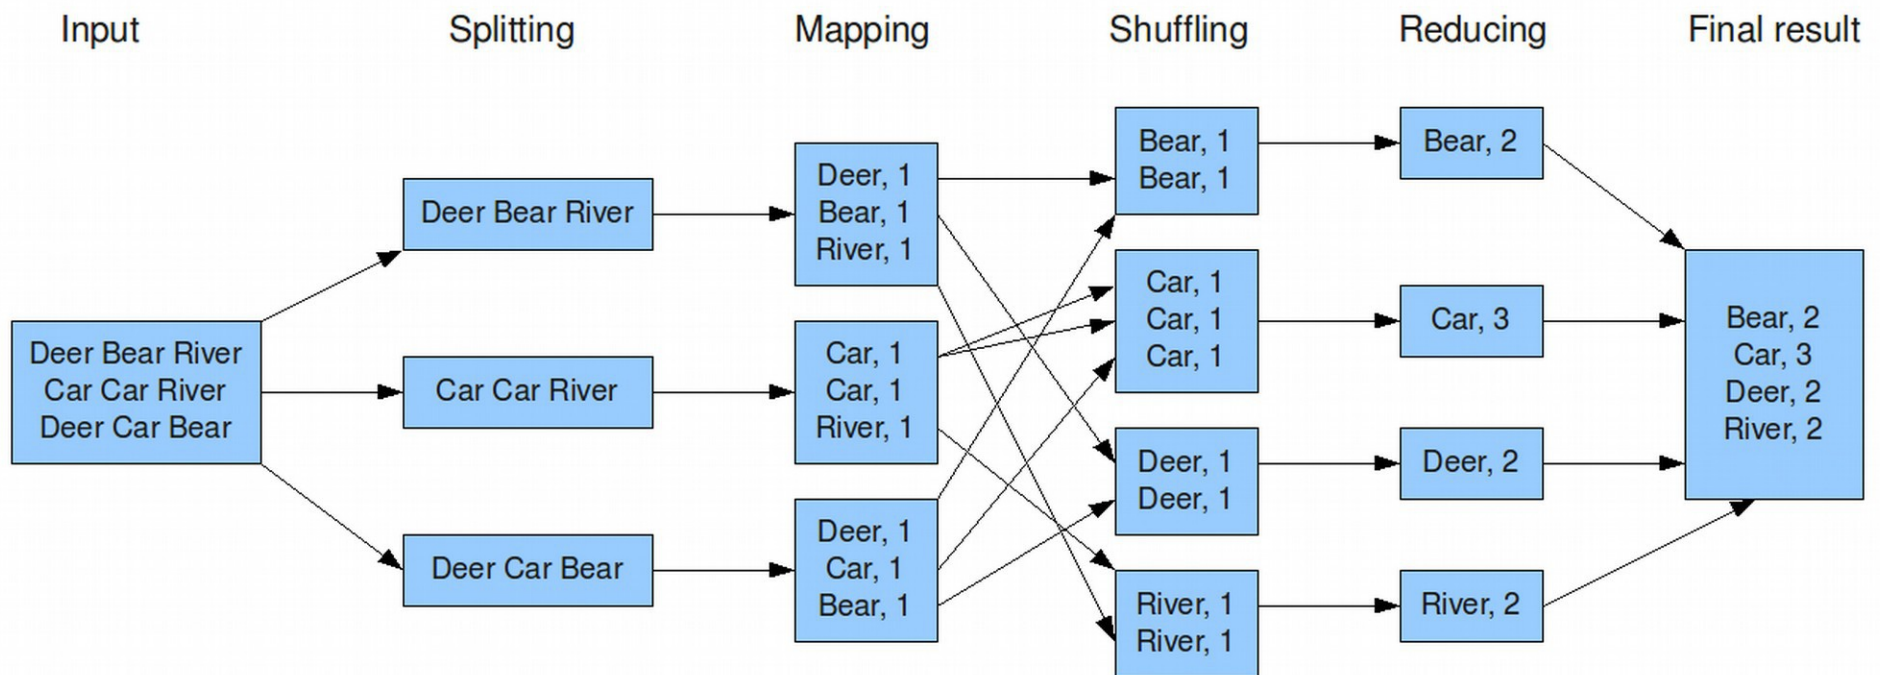 Input
Splitting
Mapping
Shuffling
Reducing
Final result
Deer Bear River
Car Car River
Deer Car Bear
Deer Bear River
Car Car River
Deer Car Bear
Deer, 1
Bear, 1
River, 1
Car, 1
Car, 1
River, 1
Deer, 1
Car, 1
Bear, 1
Bear, 1
Bear, 1
Car, 1
Car, 1
Car, 1
Deer, 1
Deer, 1
River, 1
River, 1
Bear, 2
Car, 3
Deer, 2
River, 2
Bear, 2
Car, 3
Deer, 2
River, 2